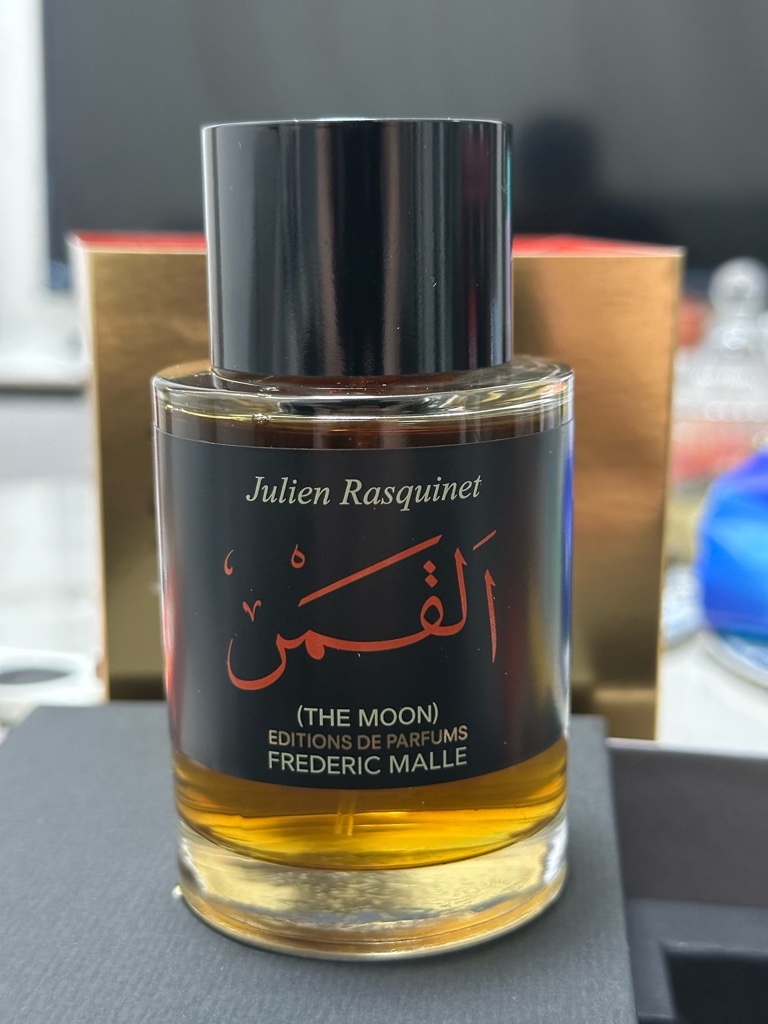 Julien Rasquinet
اَلقَمَرْ
(THE MOON)
EDITIONS DE PARFUMS
FREDERIC MALLE